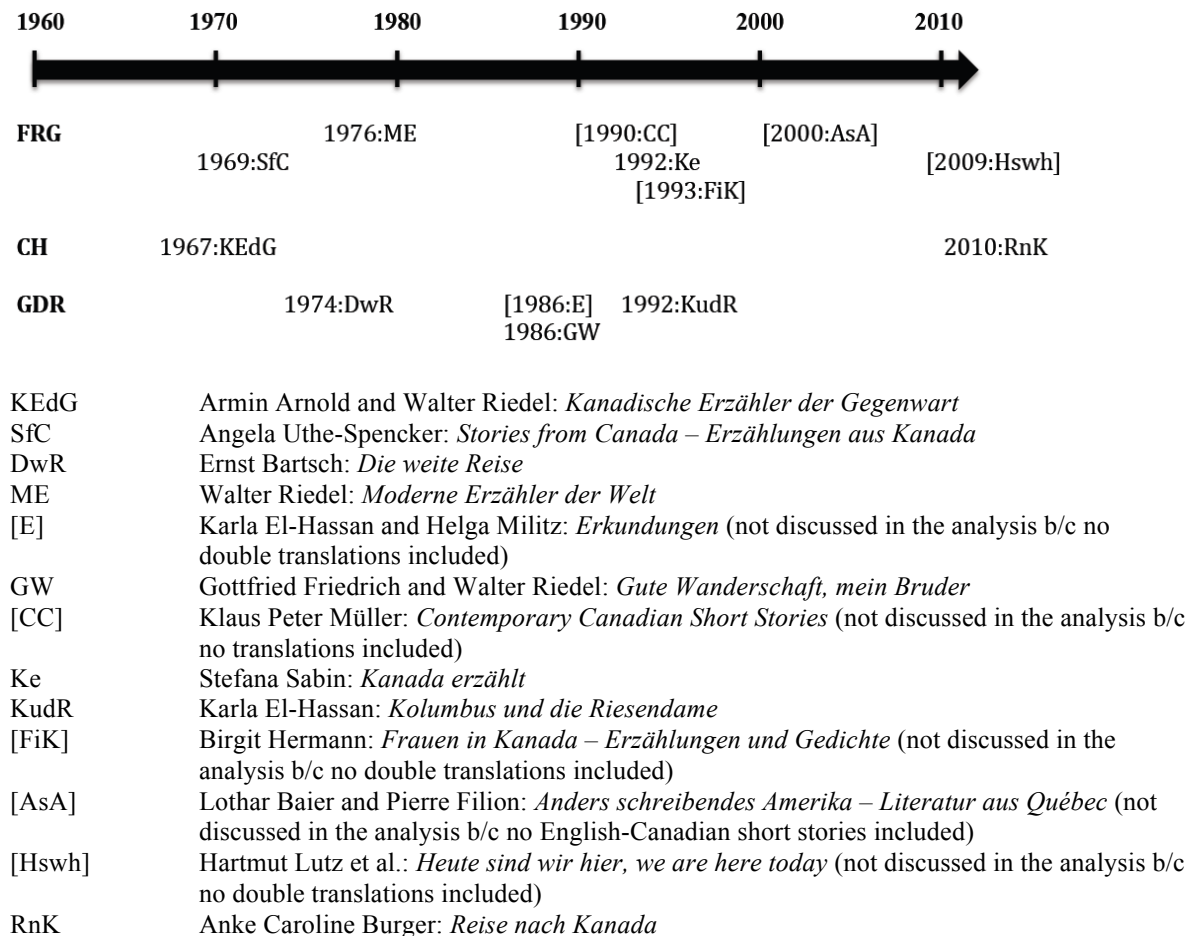 1960 1970 1980 1990 2000 2010
FRG 1976:ME [1990:CC] [2000:AsA]
1969:SfC 1992:Ke [2009:Hswh]
[1993:FiK]
CH 1967:KEdG 2010:RnK
GDR 1974:DwR [1986:E] 1992:KudR
1986:GW
KEdG Armin Arnold and Walter Riedel: Kanadische Erzähler der Gegenwart
SfC Angela Uthe-Spencker: Stories from Canada – Erzählungen aus Kanada
DwR Ernst Bartsch: Die weite Reise
ME Walter Riedel: Moderne Erzähler der Welt
[E] Karla El-Hassan and Helga Militz: Erkundungen (not discussed in the analysis b/c no
double translations included)
GW Gottfried Friedrich and Walter Riedel: Gute Wanderschaft, mein Bruder
[CC] Klaus Peter Müller: Contemporary Canadian Short Stories (not discussed in the analysis b/c
no translations included)
Ke Stefana Sabin: Kanada erzählt
KudR Karla El-Hassan: Kolumbus und die Riesendame
[FiK] Birgit Hermann: Frauen in Kanada – Erzählungen und Gedichte (not discussed in the
analysis b/c no double translations included)
[AsA] Lothar Baier and Pierre Filion: Anders schreibendes Amerika – Literatur aus Québec (not
discussed in the analysis b/c no English-Canadian short stories included)
[Hswh] Hartmut Lutz et al.: Heute sind wir hier, we are here today (not discussed in the analysis b/c
no double translations included)
RnK Anke Caroline Burger: Reise nach Kanada